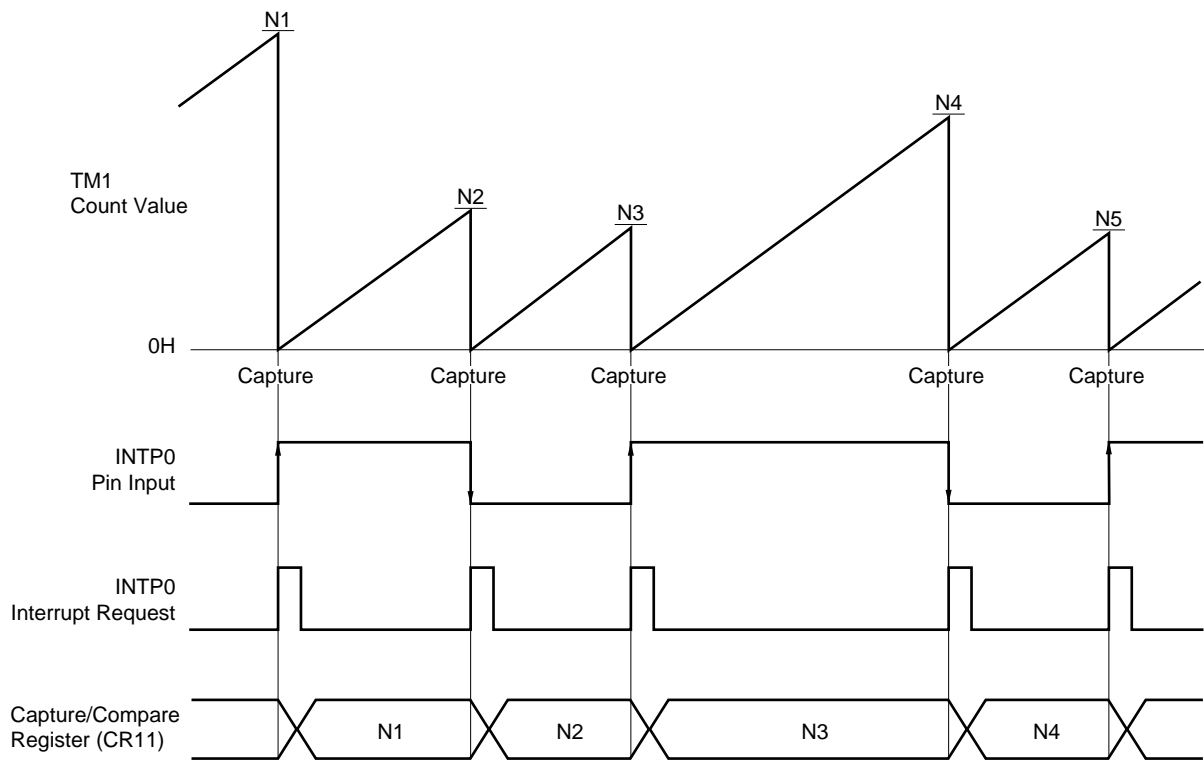 N1
N4
TM1
Count Value
N2
N3
N5
0H
Capture Capture Capture Capture Capture
INTP0
Pin Input
INTP0
Interrupt Request
Capture/Compare
Register (CR11)
N1 N2 N3 N4